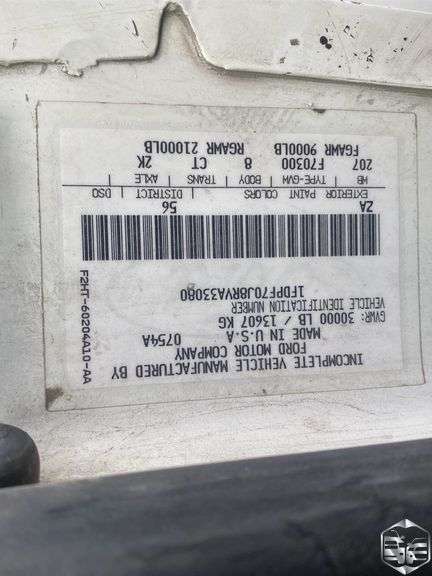 INCOMPLETE VEHICLE MANUFACTURED BY
FORD MOTOR COMPANY
MADE IN U.S.A 0754A
GWR: 30000 LB / 13607 KG
VEHICLE IDENTIFICATION NUMBER
1FDPF70J8RVA33080
ZA 56
EXTERIOR PAINT COLORS DISTRICT DSO
WB TYPE-GVW BODY TRANS AXLE
207 F70300 8 CT 2K
FGAWR 9000LB RGAWR 21000LB
F2HT-60204A10-AA